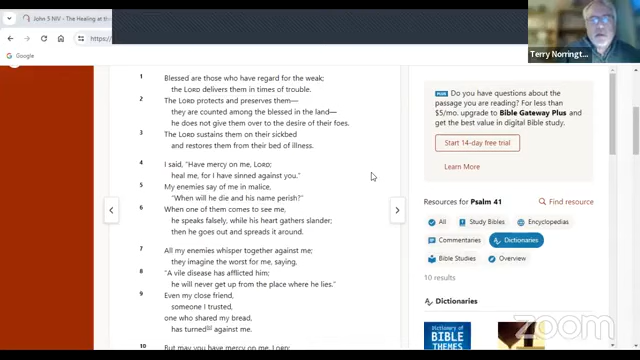 John 5 NIV - The Healing at the
https://
Google
Terry Norringt...
1 Blessed are those who have regard for the weak;
the LORD delivers them in times of trouble.
2 The LORD protects and preserves them—
they are counted among the blessed in the land—
he does not give them over to the desire of their foes.
3 The LORD sustains them on their sickbed
and restores them from their bed of illness.
4 I said, “Have mercy on me, LORD;
heal me, for I have sinned against you.”
5 My enemies say of me in malice,
“When will he die and his name perish?”
6 When one of them comes to see me,
he speaks falsely, while his heart gathers slander;
then he goes out and spreads it around.
7 All my enemies whisper together against me;
they imagine the worst for me, saying,
8 “A vile disease has afflicted him;
he will never get up from the place where he lies.”
9 Even my close friend,
someone I trusted,
one who shared my bread,
has turned against me.
10 But may you have mercy on me, LORD;
PLUS Do you have questions about the
passage you are reading? For less than
$5/mo. upgrade to Bible Gateway Plus and
get the best value in digital Bible study.
Start 14-day free trial
Learn More
Resources for Psalm 41
Find resource
All
Study Bibles
Encyclopedias
Commentaries
Dictionaries
Bible Studies
Overview
10 results
Dictionaries
Dictionary of
BIBLE
THEMES
zoom